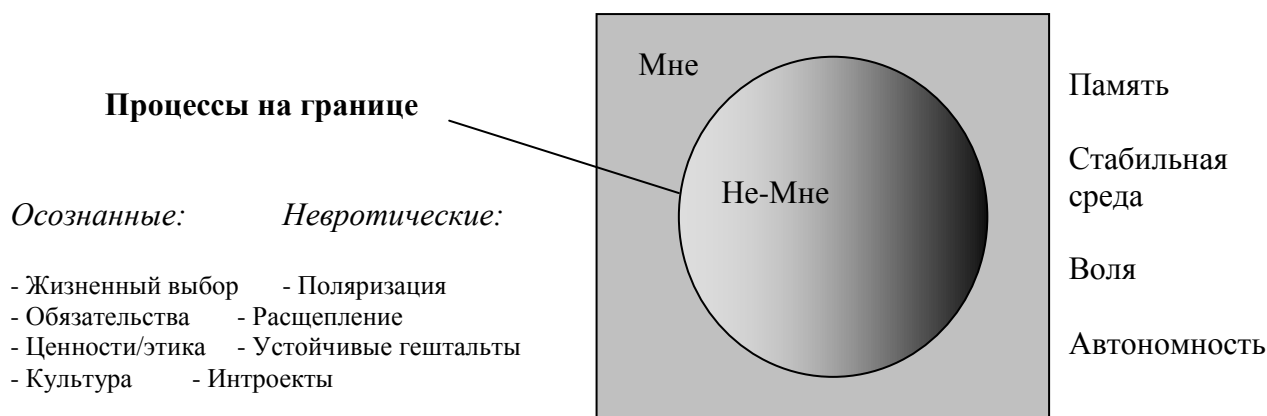 Мне
Память
Процессы на границе
Стабильная
среда
Не-Мне
Осознанные: Невротические:
Воля
- Жизненный выбор - Поляризация
- Обязательства - Расщепление
- Ценности/этика - Устойчивые гештальты
Автономность
- Культура - Интроекты